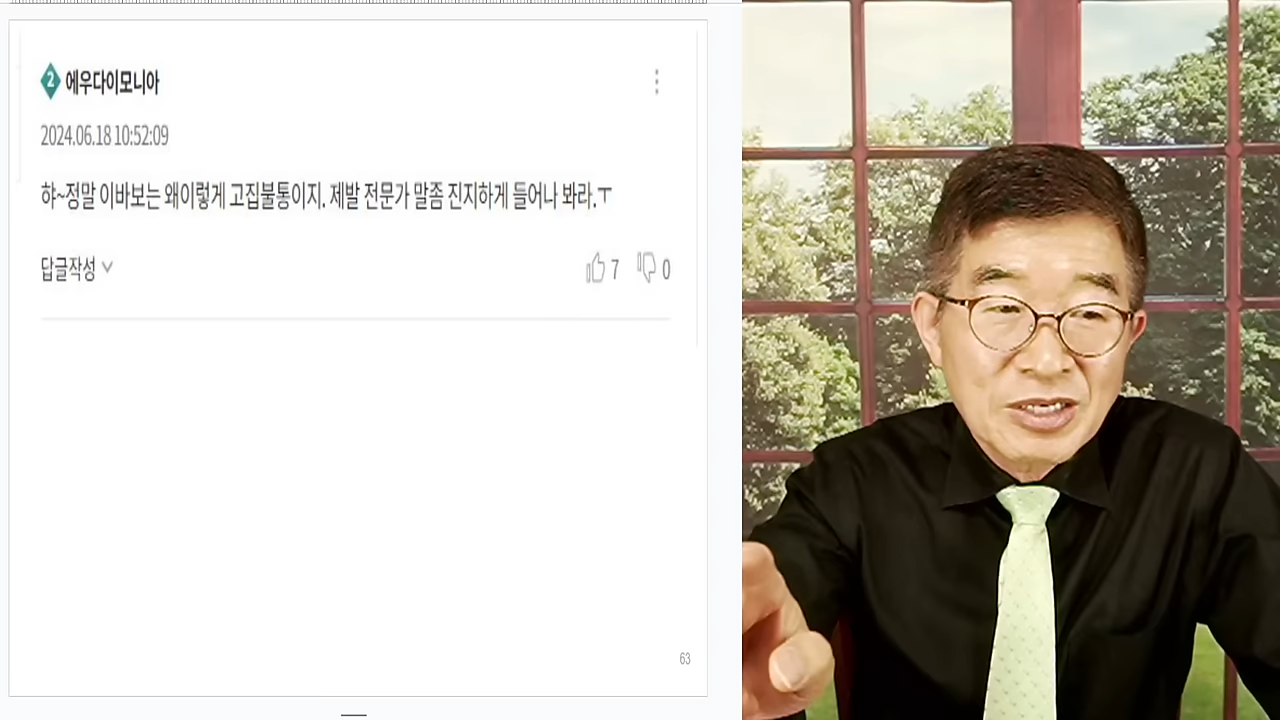 2 에우다이모니아
2024.06.18 10:52:09
햐~정말 이바보는 왜이렇게 고집불통이지. 제발 전문가 말좀 진지하게 들어나 봐라.ㅜ
답글작성
7 0
63